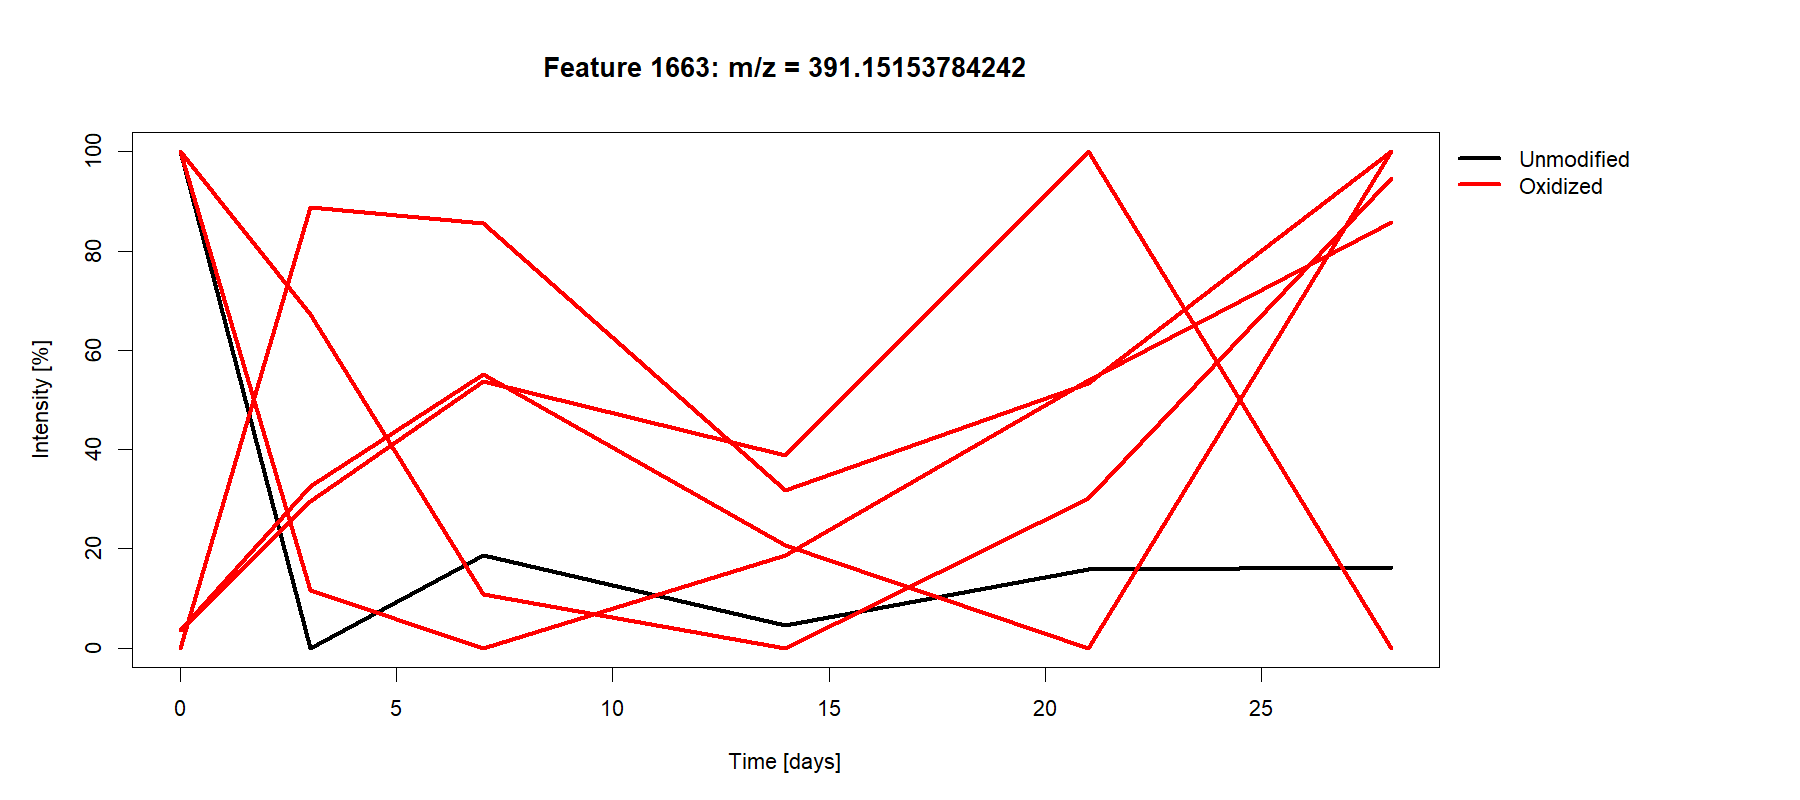 Feature 1663: m/z = 391.15153784242
Unmodified
Oxidized
Intensity [%]
100
80
60
40
20
0
0 5 10 15 20 25
Time [days]